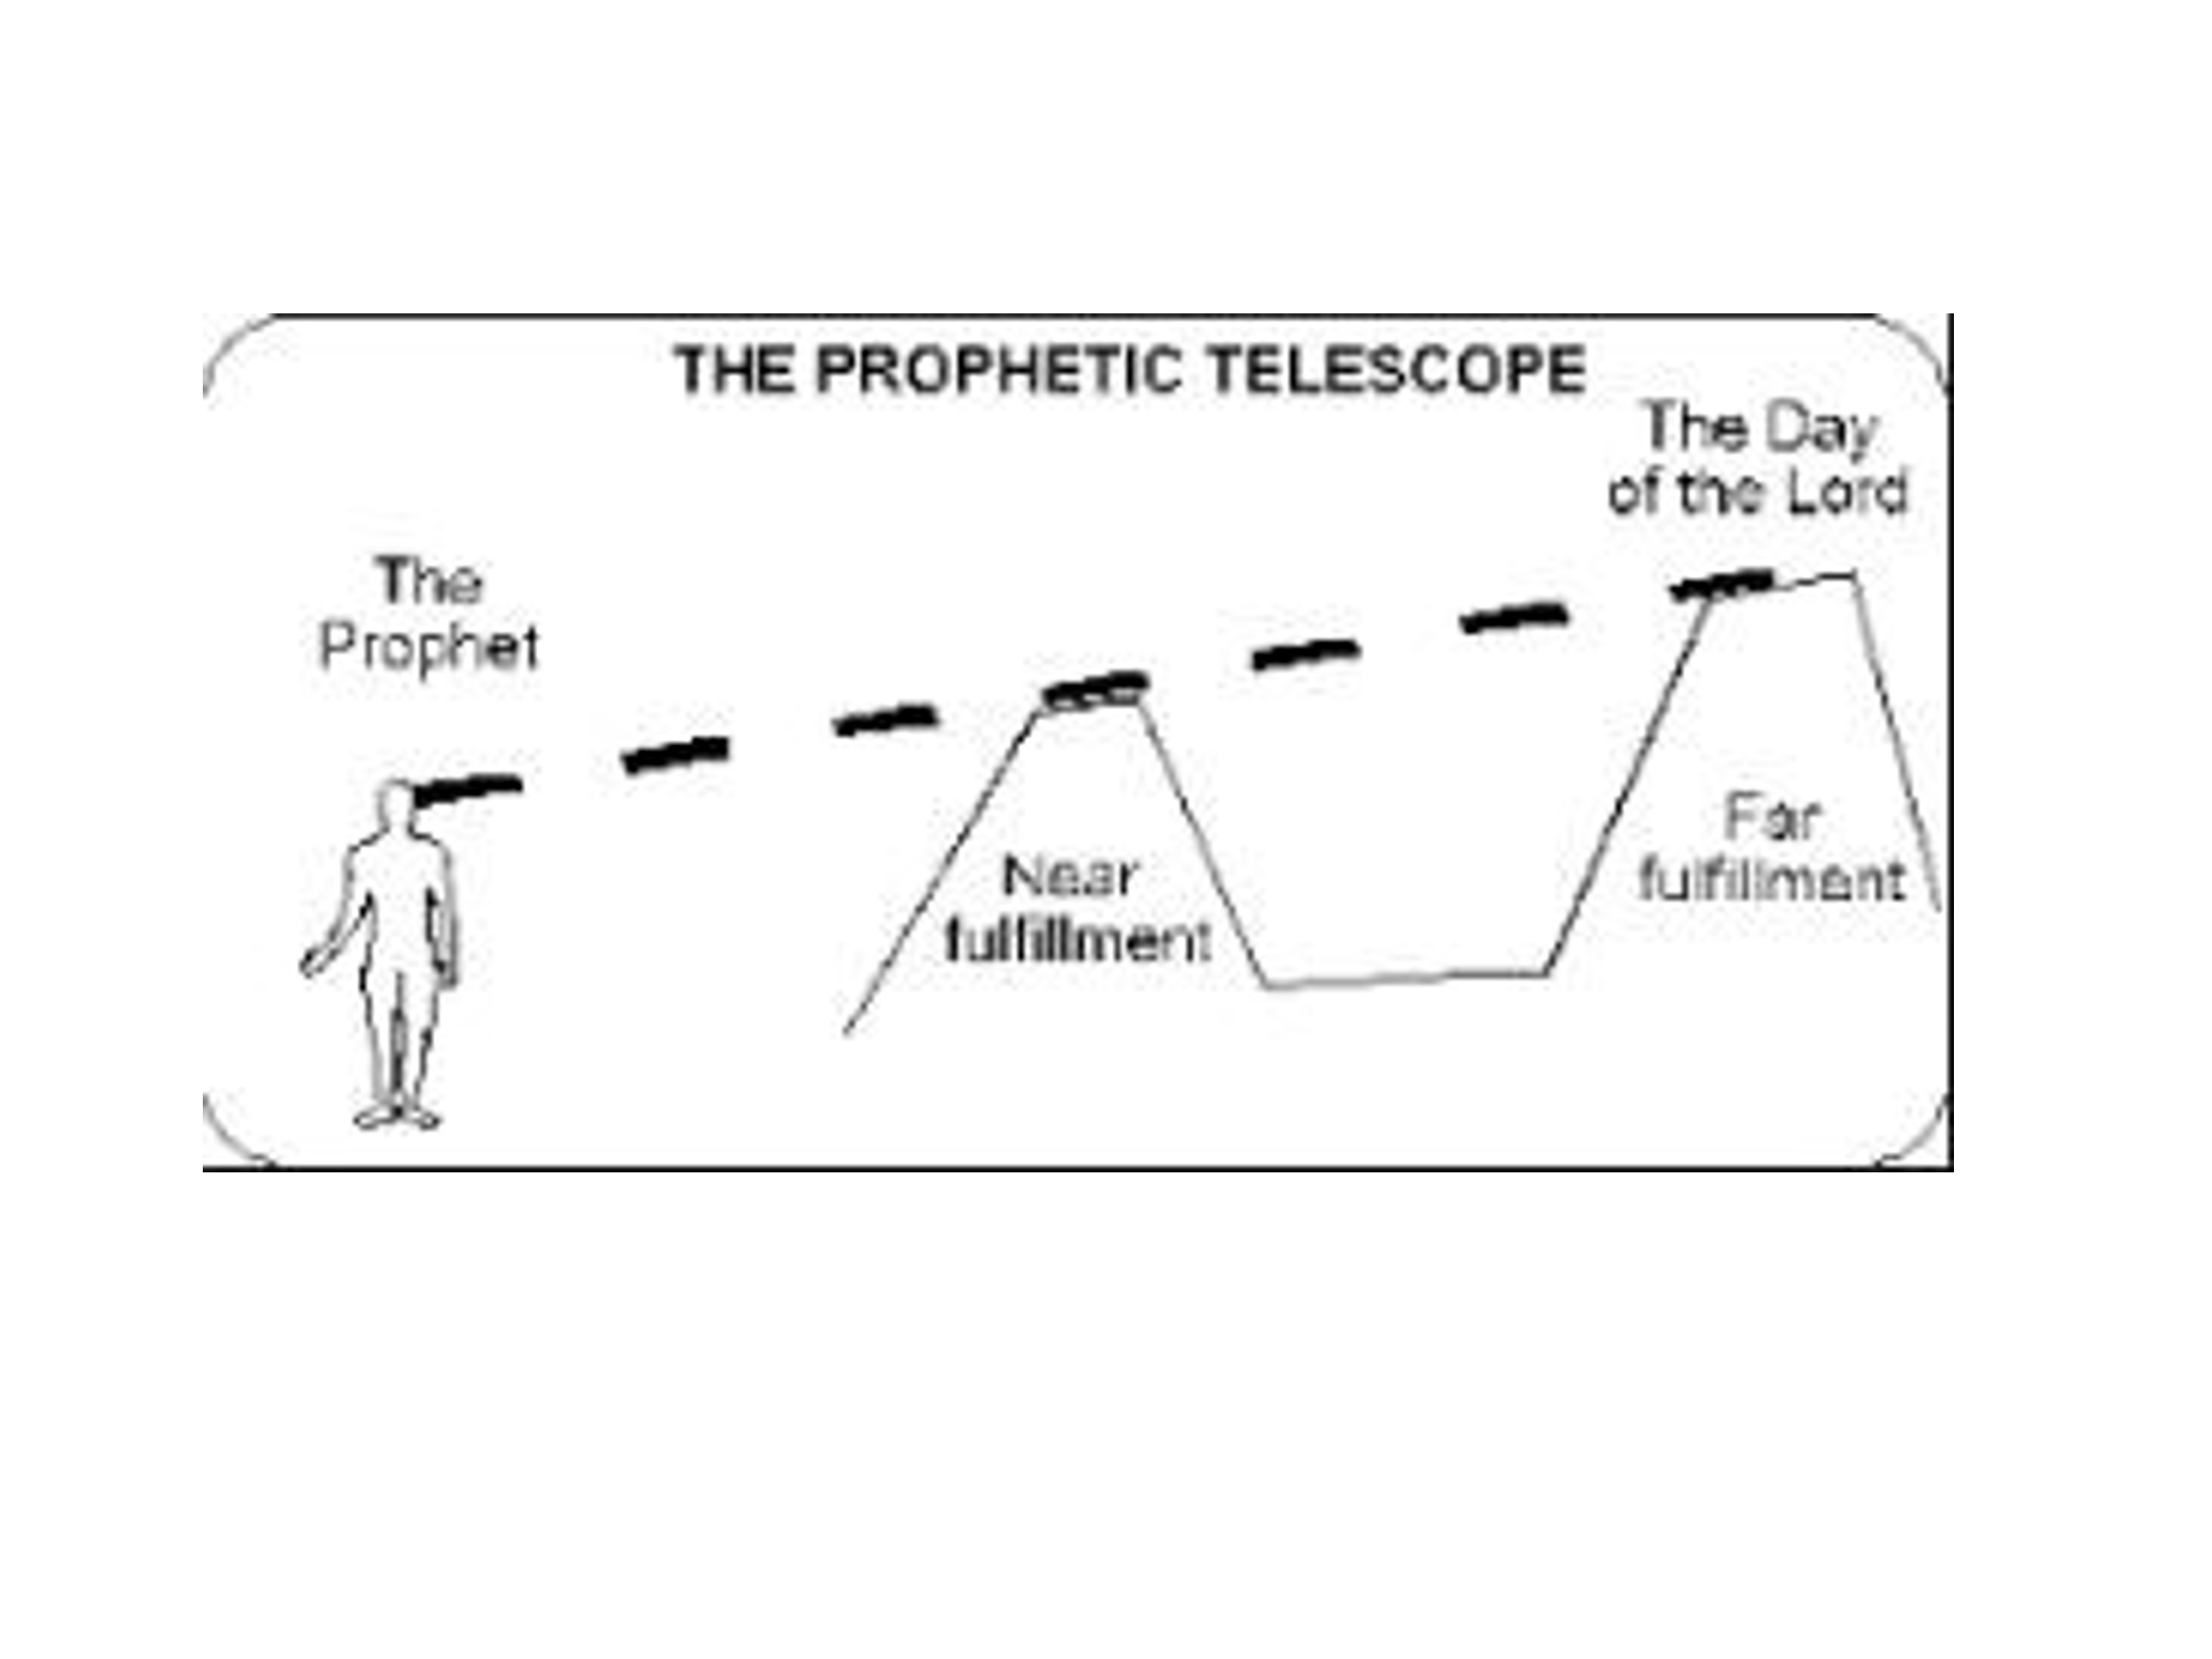 THE PROPHETIC TELESCOPE
The Day
of the Lord
The
Prophet
Near
fulfillment
Far
fulfillment